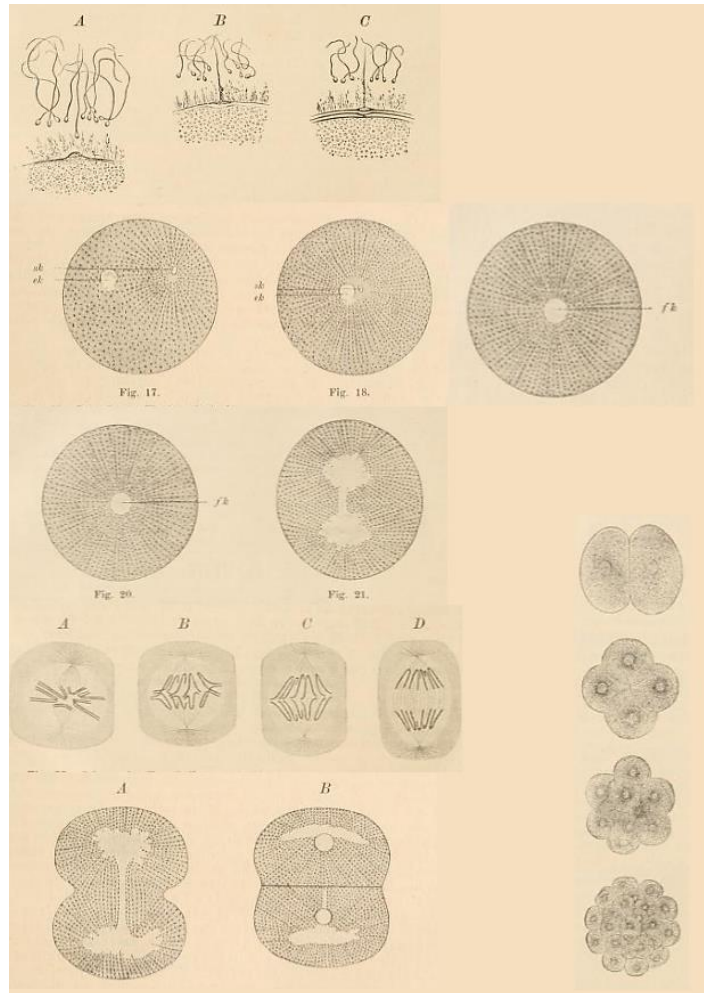 A B C
sk
ek
Fig. 17.
sk
ek
Fig. 18.
fk
fk
Fig. 20.
Fig. 21.
A B C D
A B